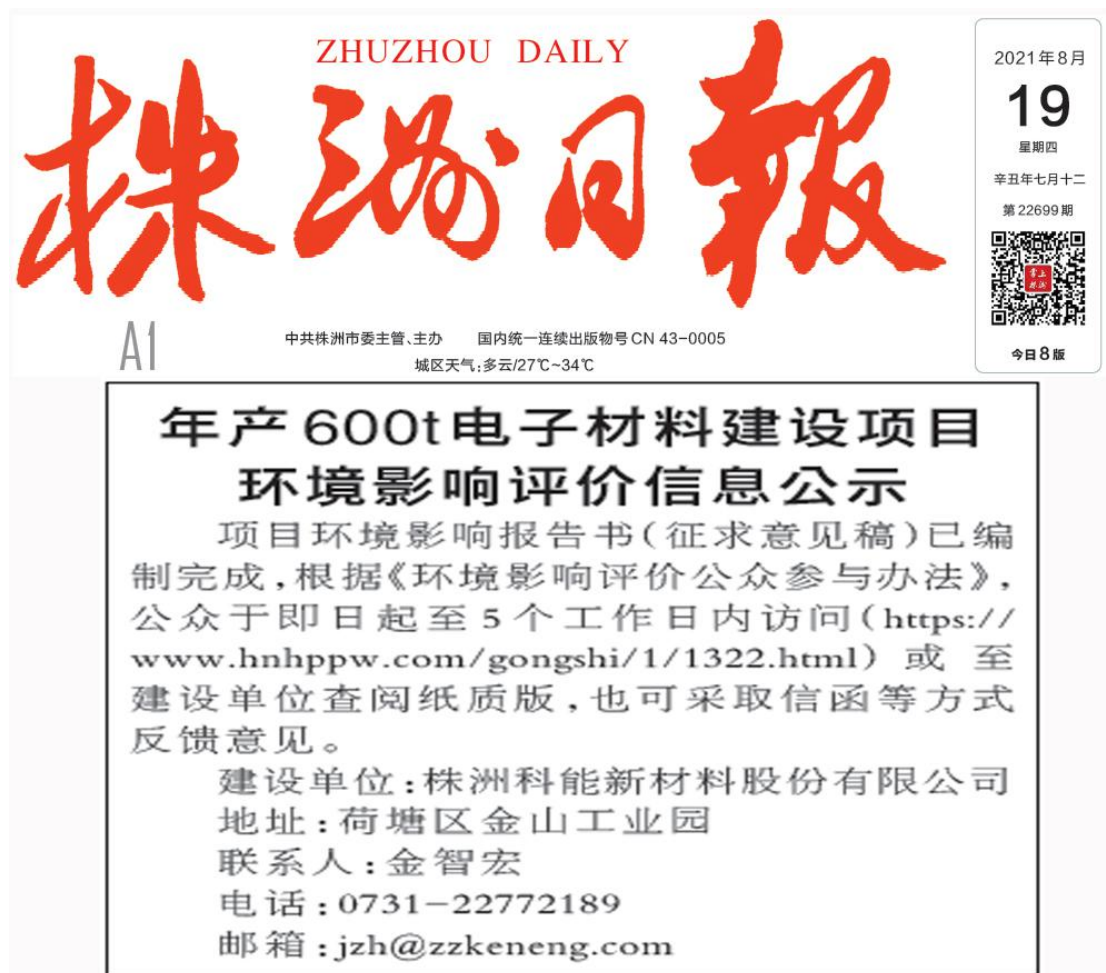 ZHUZHOU DAILY
株洲日报
2021年8月
19
星期四
辛丑年七月十二
第22699期
掌上
株洲
今日8版
A1
中共株洲市委主管、主办 国内统一连续出版物号CN 43-0005
城区天气:多云/27℃~34℃
年产600t电子材料建设项目
环境影响评价信息公示
项目环境影响报告书(征求意见稿)已编
制完成,根据《环境影响评价公众参与办法》,
公众于即日起至5个工作日内访问(https://
www.hnhppw.com/gongshi/1/1322.html)或至
建设单位查阅纸质版,也可采取信函等方式
反馈意见。
建设单位:株洲科能新材料股份有限公司
地址:荷塘区金山工业园
联系人:金智宏
电话:0731-22772189
邮箱:jzh@zzkeneng.com